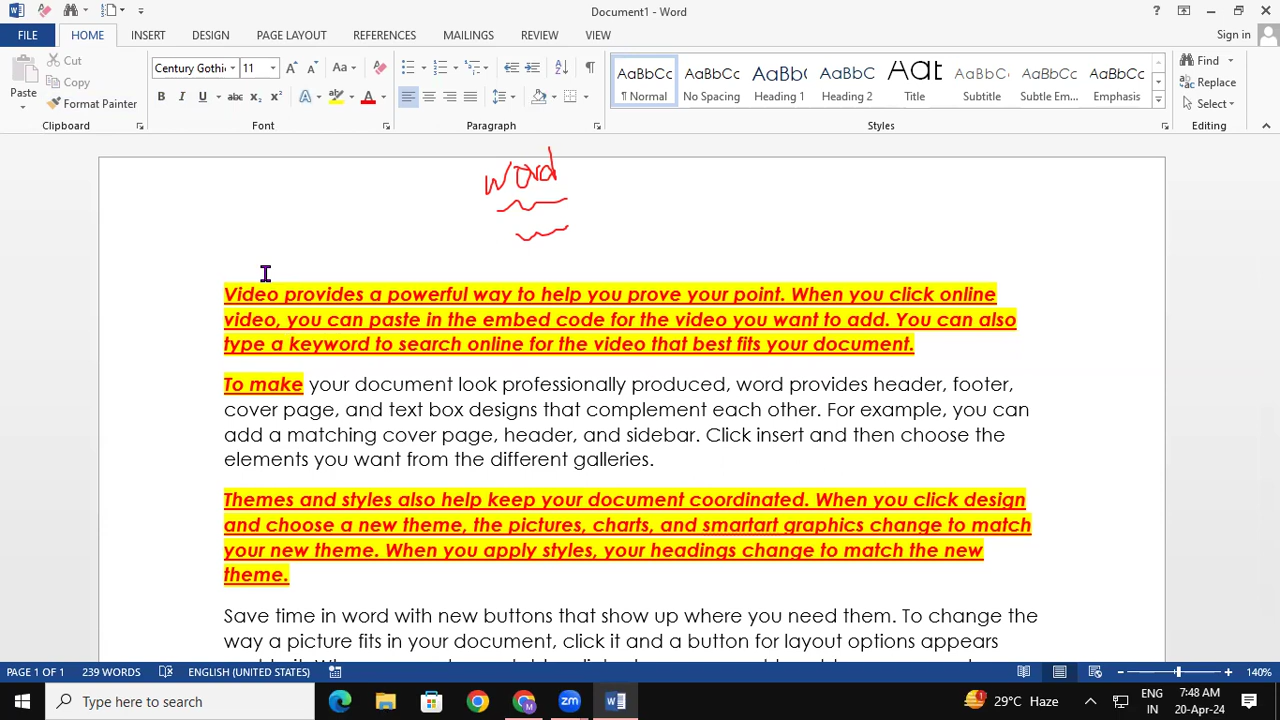 Document1 - Word
? Sign in
FILE HOME INSERT DESIGN PAGE LAYOUT REFERENCES MAILINGS REVIEW VIEW
Cut
Copy
Format Painter
Paste
Clipboard
Century Gothi 11 Aa
B I U abc x₂ x² A A
Font
Paragraph
AaBbCc AaBbCc AaBbC AaBbCc AaB AaBbCc AaBbCc AaBbCc
¶ Normal No Spacing Heading 1 Heading 2 Title Subtitle Subtle Em... Emphasis
Styles
Find
Replace
Select
Editing
word
Video provides a powerful way to help you prove your point. When you click online
video, you can paste in the embed code for the video you want to add. You can also
type a keyword to search online for the video that best fits your document.
To make your document look professionally produced, word provides header, footer,
cover page, and text box designs that complement each other. For example, you can
add a matching cover page, header, and sidebar. Click insert and then choose the
elements you want from the different galleries.
Themes and styles also help keep your document coordinated. When you click design
and choose a new theme, the pictures, charts, and smartart graphics change to match
your new theme. When you apply styles, your headings change to match the new
theme.
Save time in word with new buttons that show up where you need them. To change the
way a picture fits in your document, click it and a button for layout options appears
PAGE 1 OF 1 239 WORDS ENGLISH (UNITED STATES) 140%
Type here to search
1 29°C Haze ENG IN 7:48 AM 20-Apr-24